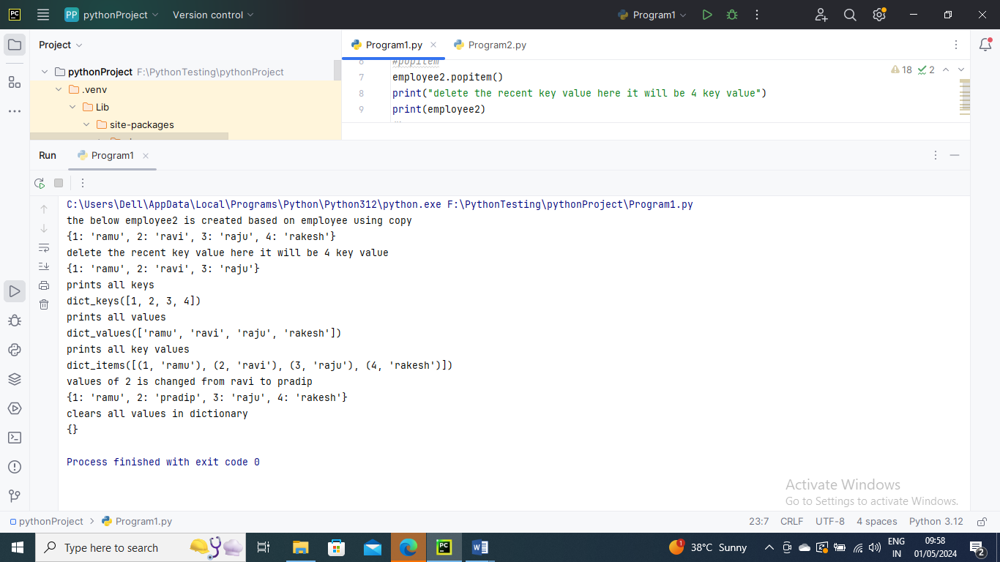 PC
PP pythonProject Version control Program1
Project
Program1.py Program2.py
pythonProject F:\PythonTesting\pythonProject
.venv
Lib
site-packages
6 #popitem
7 employee2.popitem()
8 print("delete the recent key value here it will be 4 key value")
9 print(employee2)
18 2
Run Program1
C:\Users\Dell\AppData\Local\Programs\Python\Python312\python.exe F:\PythonTesting\pythonProject\Program1.py
the below employee2 is created based on employee using copy
{1: 'ramu', 2: 'ravi', 3: 'raju', 4: 'rakesh'}
delete the recent key value here it will be 4 key value
{1: 'ramu', 2: 'ravi', 3: 'raju'}
prints all keys
dict_keys([1, 2, 3, 4])
prints all values
dict_values(['ramu', 'ravi', 'raju', 'rakesh'])
prints all key values
dict_items([(1, 'ramu'), (2, 'ravi'), (3, 'raju'), (4, 'rakesh')])
values of 2 is changed from ravi to pradip
{1: 'ramu', 2: 'pradip', 3: 'raju', 4: 'rakesh'}
clears all values in dictionary
{}
Process finished with exit code 0
Activate Windows
Go to Settings to activate Windows.
pythonProject > Program1.py
23:7 CRLF UTF-8 4 spaces Python 3.12
Type here to search
PC
W
1
38°C Sunny
ENG
IN
09:58
01/05/2024
2